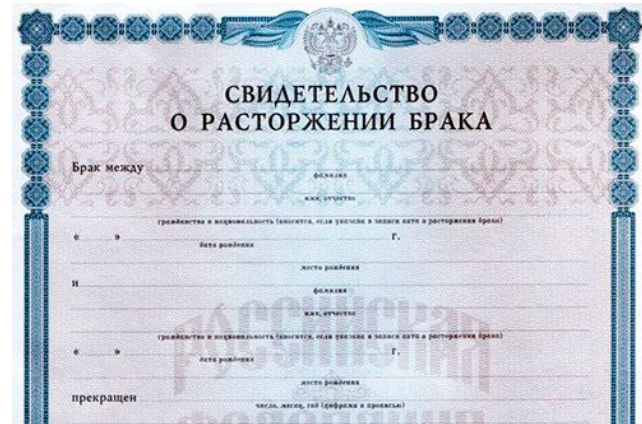 СВИДЕТЕЛЬСТВО
О РАСТОРЖЕНИИ БРАКА
Брак между
фамилия
имя, отчество
гражданство и национальность (вносится, если указана в записи акта о расторжении брака)
« » г.
дата рождения
место рождения
и
фамилия
имя, отчество
РОССИЙСКАЯ
гражданство и национальность (вносится, если указана в записи акта о расторжении брака)
« » г.
дата рождения
место рождения
прекращен
число, месяц, год (цифрами и прописью)